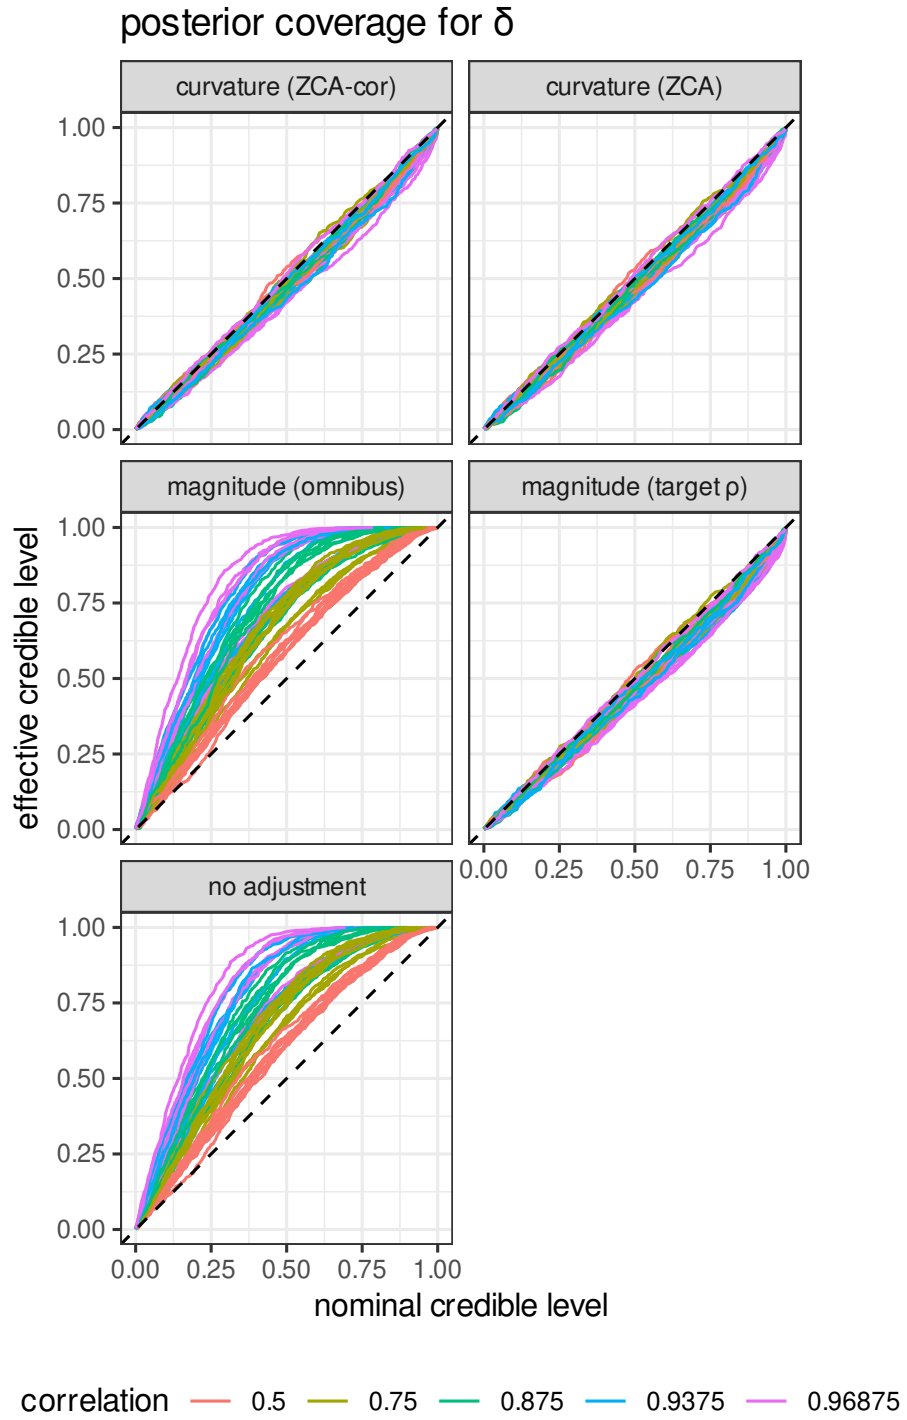 posterior coverage for δ
curvature (ZCA-cor) curvature (ZCA)
1.00
0.75
0.50
0.25
0.00
magnitude (omnibus) magnitude (target ρ)
1.00
0.75
0.50
0.25
0.00
0.00 0.25 0.50 0.75 1.00
effective credible level
no adjustment
1.00
0.75
0.50
0.25
0.00
0.00 0.25 0.50 0.75 1.00
nominal credible level
correlation 0.5 0.75 0.875 0.9375 0.96875